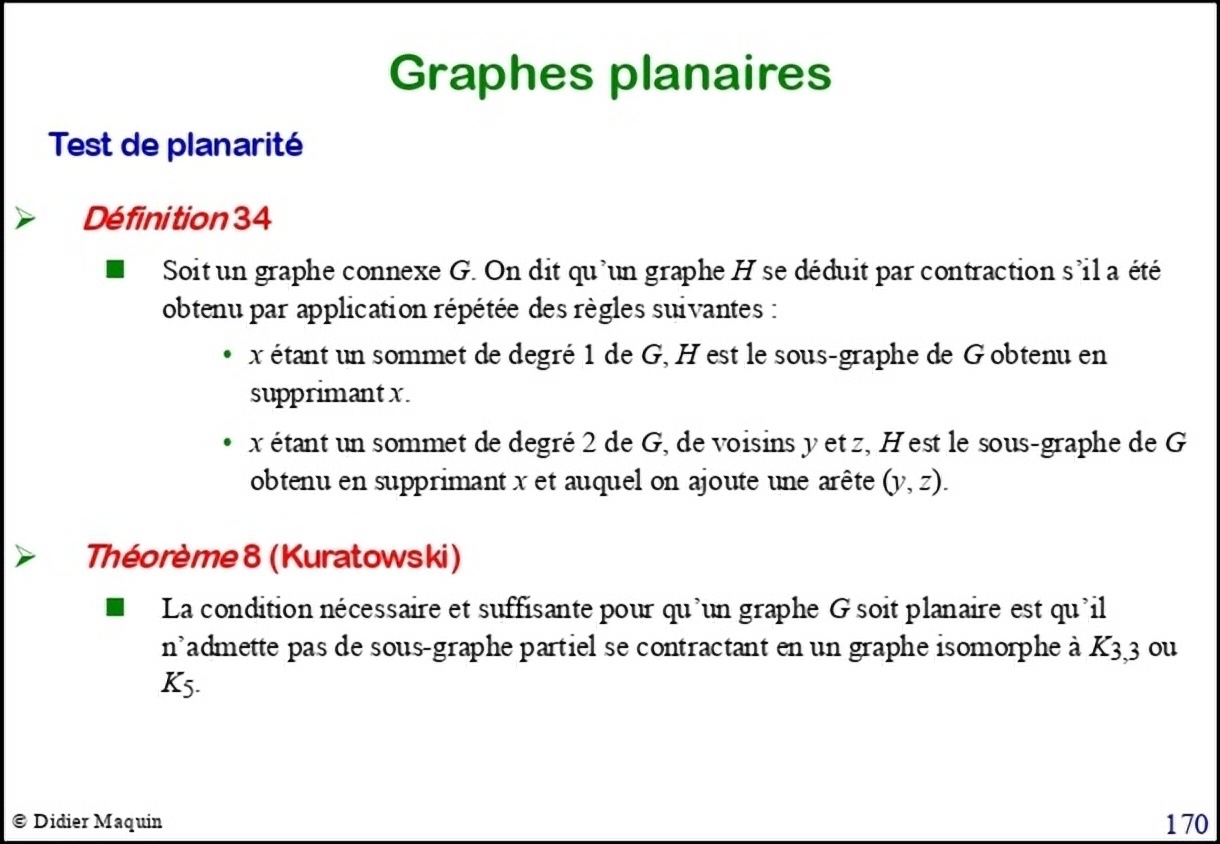 Graphes planaires
Test de planarité
Définition 34
Soit un graphe connexe G. On dit qu'un graphe H se déduit par contraction s'il a été
obtenu par application répétée des règles suivantes :
• x étant un sommet de degré 1 de G, H est le sous-graphe de G obtenu en
supprimant x.
• x étant un sommet de degré 2 de G, de voisins y et z, H est le sous-graphe de G
obtenu en supprimant x et auquel on ajoute une arête (y, z).
Théorème 8 (Kuratowski)
La condition nécessaire et suffisante pour qu'un graphe G soit planaire est qu'il
n'admette pas de sous-graphe partiel se contractant en un graphe isomorphe à K3,3 ou
K5.
© Didier Maquin
170